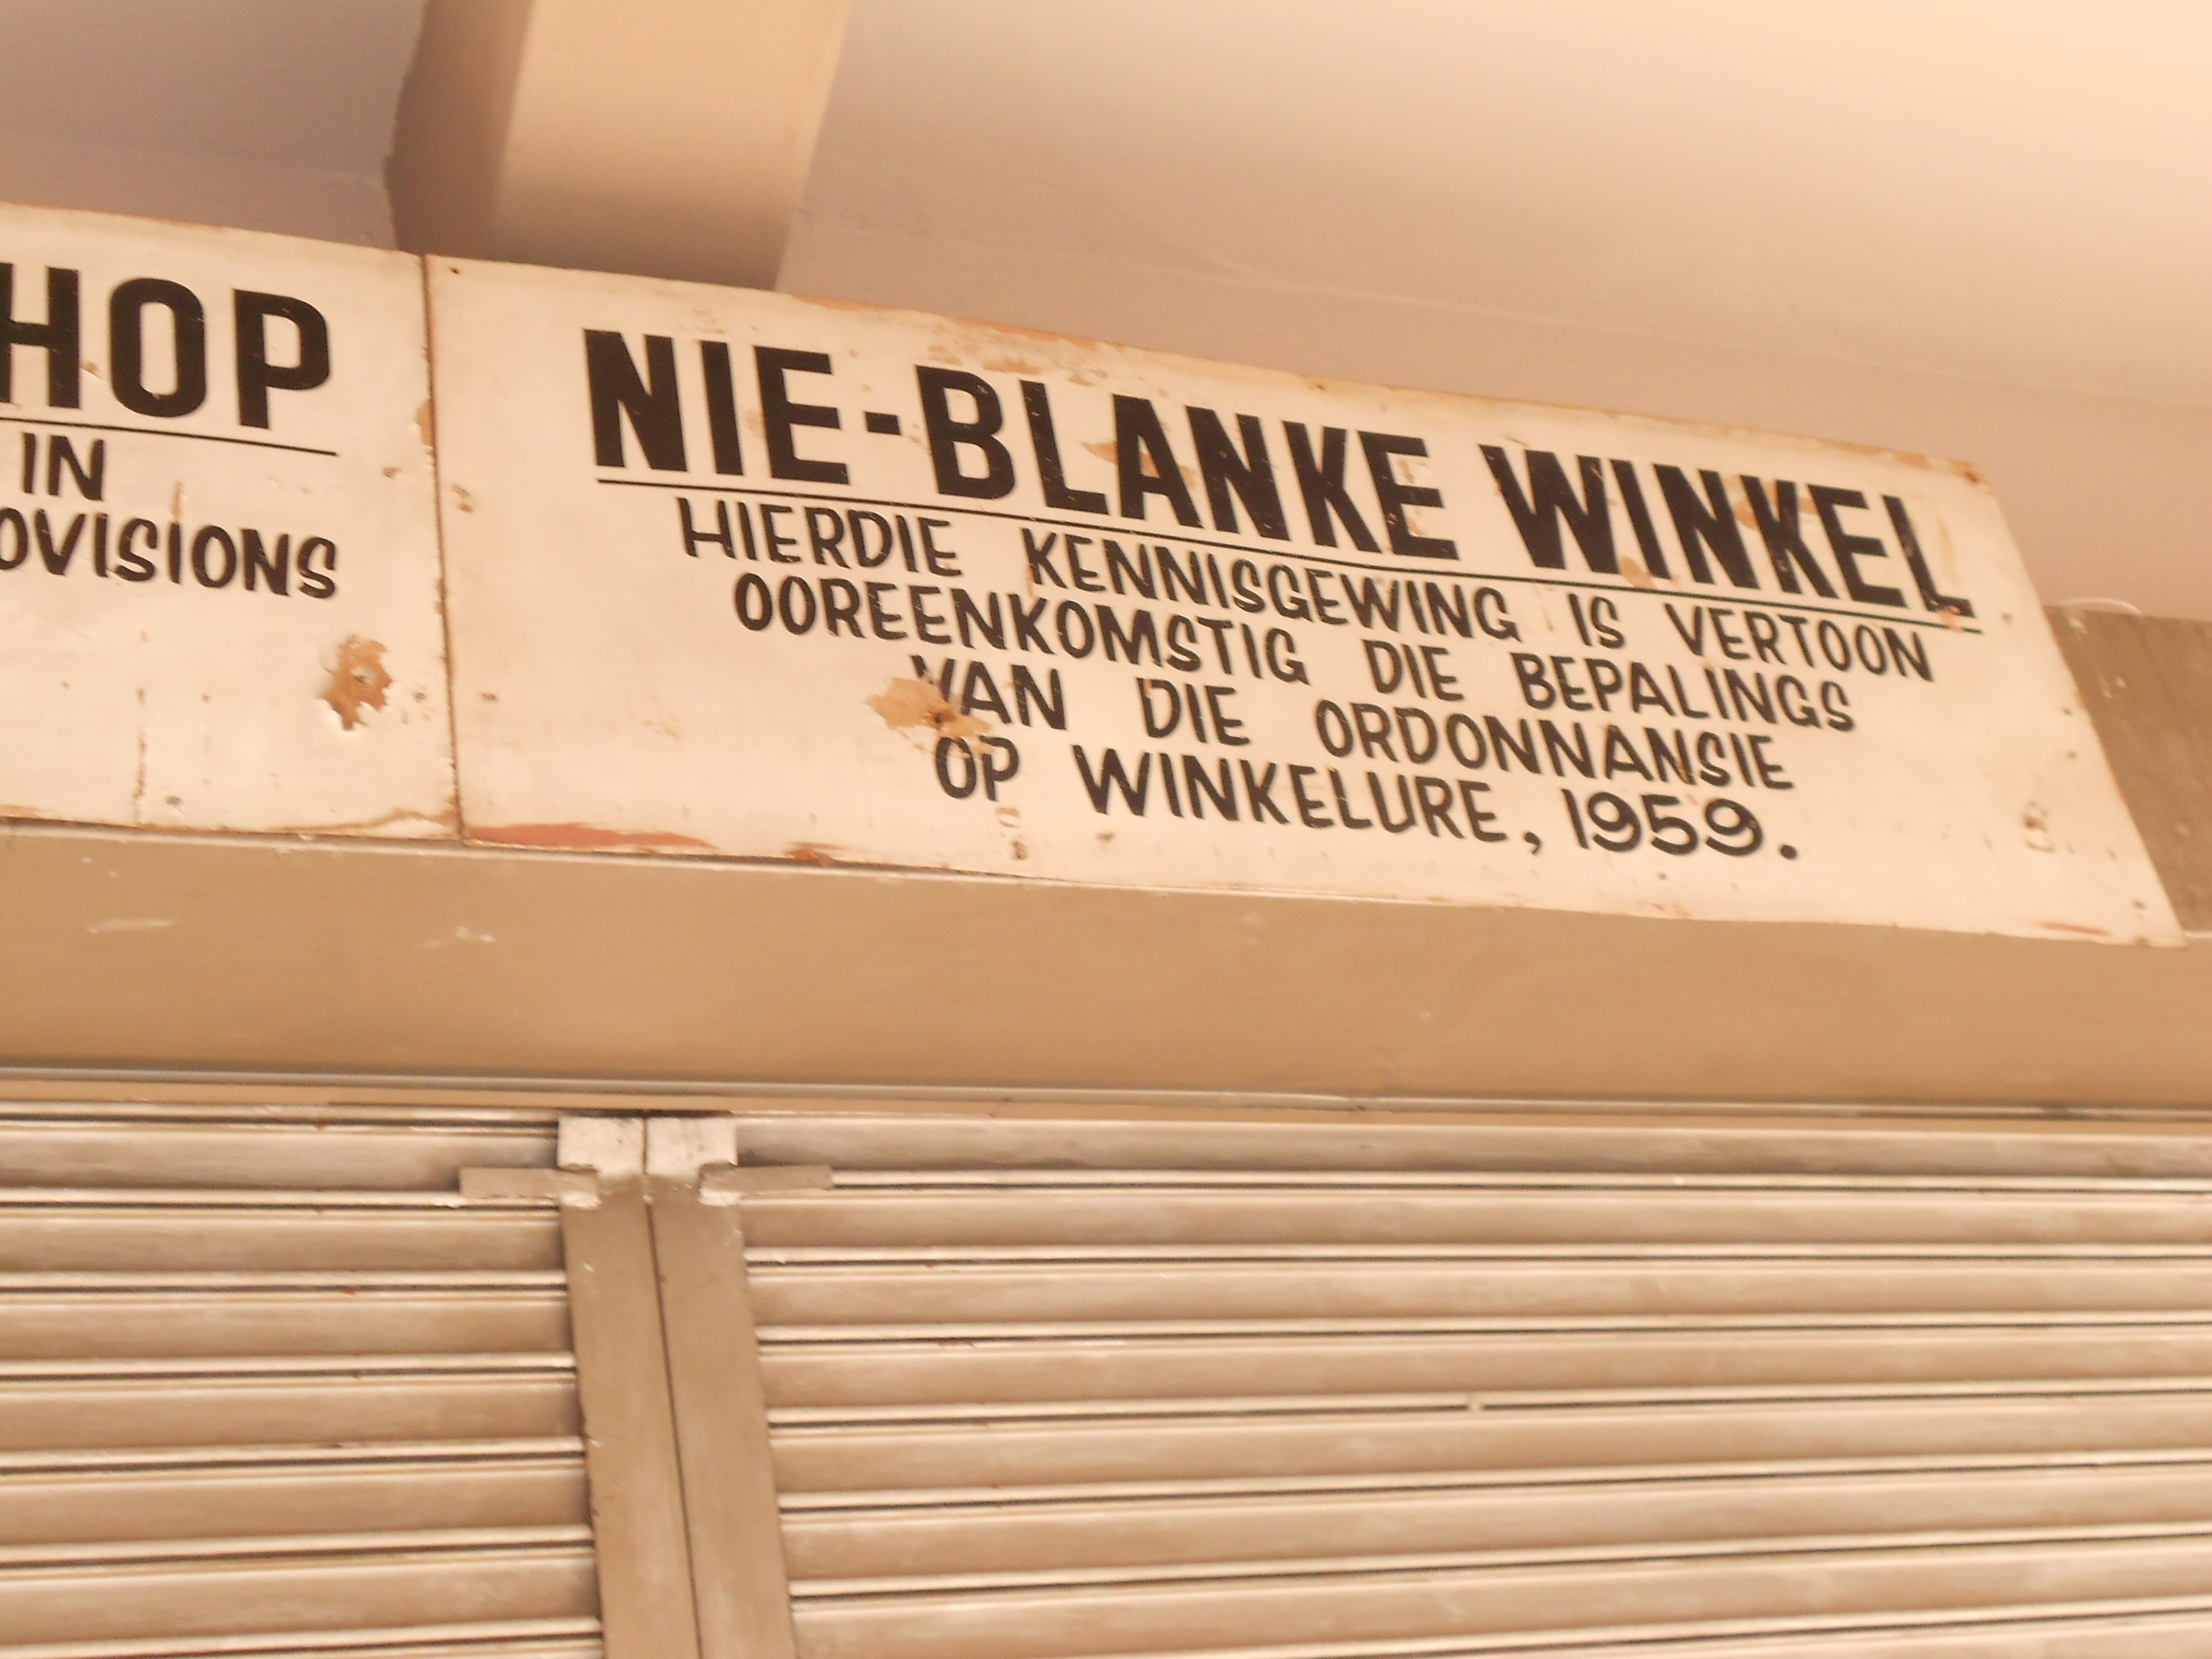 HOP
IN
OVISIONS
NIE-BLANKE WINKEL
HIERDIE KENNISGEWING IS VERTOON
OOREENKOMSTIG DIE BEPALINGS
VAN DIE ORDONNANSIE
OP WINKELURE, 1959.